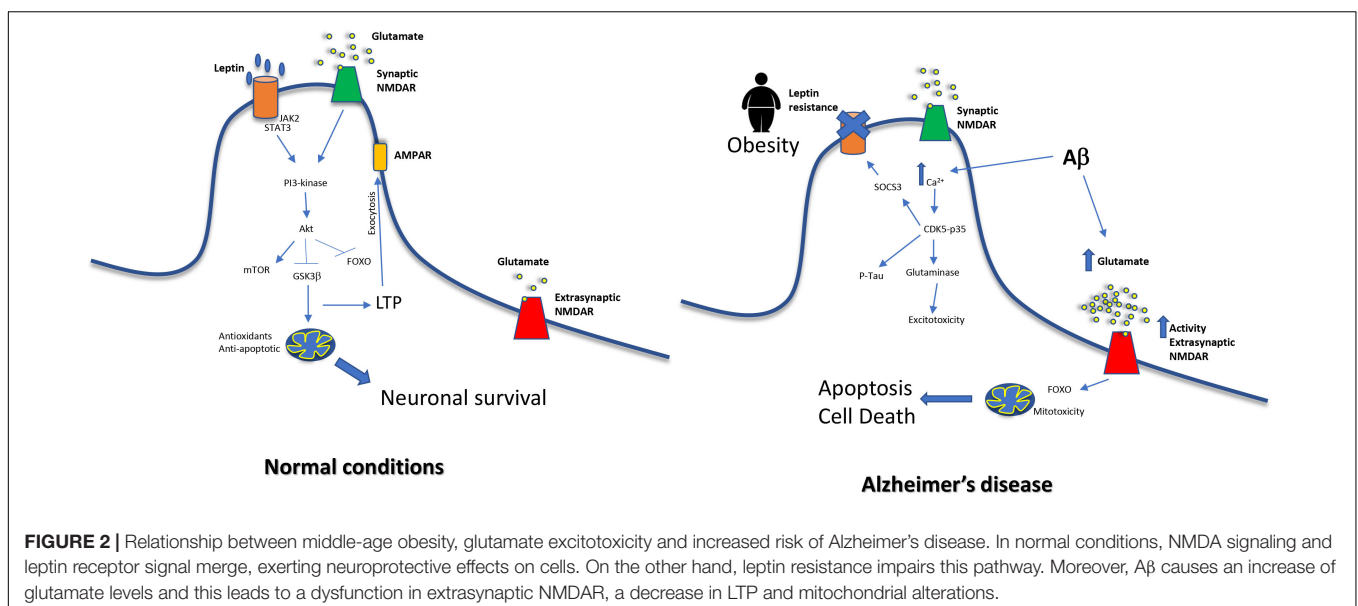 Glutamate
Leptin
Synaptic
NMDAR
JAK2
STAT3
AMPAR
PI3-kinase
Exocytosis
Akt
mTOR
GSK3β
FOXO
LTP
Antioxidants
Anti-apoptotic
Neuronal survival
Glutamate
Extrasynaptic
NMDAR
Normal conditions
Leptin
resistance
Obesity
Synaptic
NMDAR
Aβ
SOCS3
Ca2+
CDK5-p35
P-Tau
Glutaminase
Excitotoxicity
Glutamate
Activity
Extrasynaptic
NMDAR
FOXO
Mitotoxicity
Apoptosis
Cell Death
Alzheimer’s disease
FIGURE 2 | Relationship between middle-age obesity, glutamate excitotoxicity and increased risk of Alzheimer’s disease. In normal conditions, NMDA signaling and
leptin receptor signal merge, exerting neuroprotective effects on cells. On the other hand, leptin resistance impairs this pathway. Moreover, Aβ causes an increase of
glutamate levels and this leads to a dysfunction in extrasynaptic NMDAR, a decrease in LTP and mitochondrial alterations.